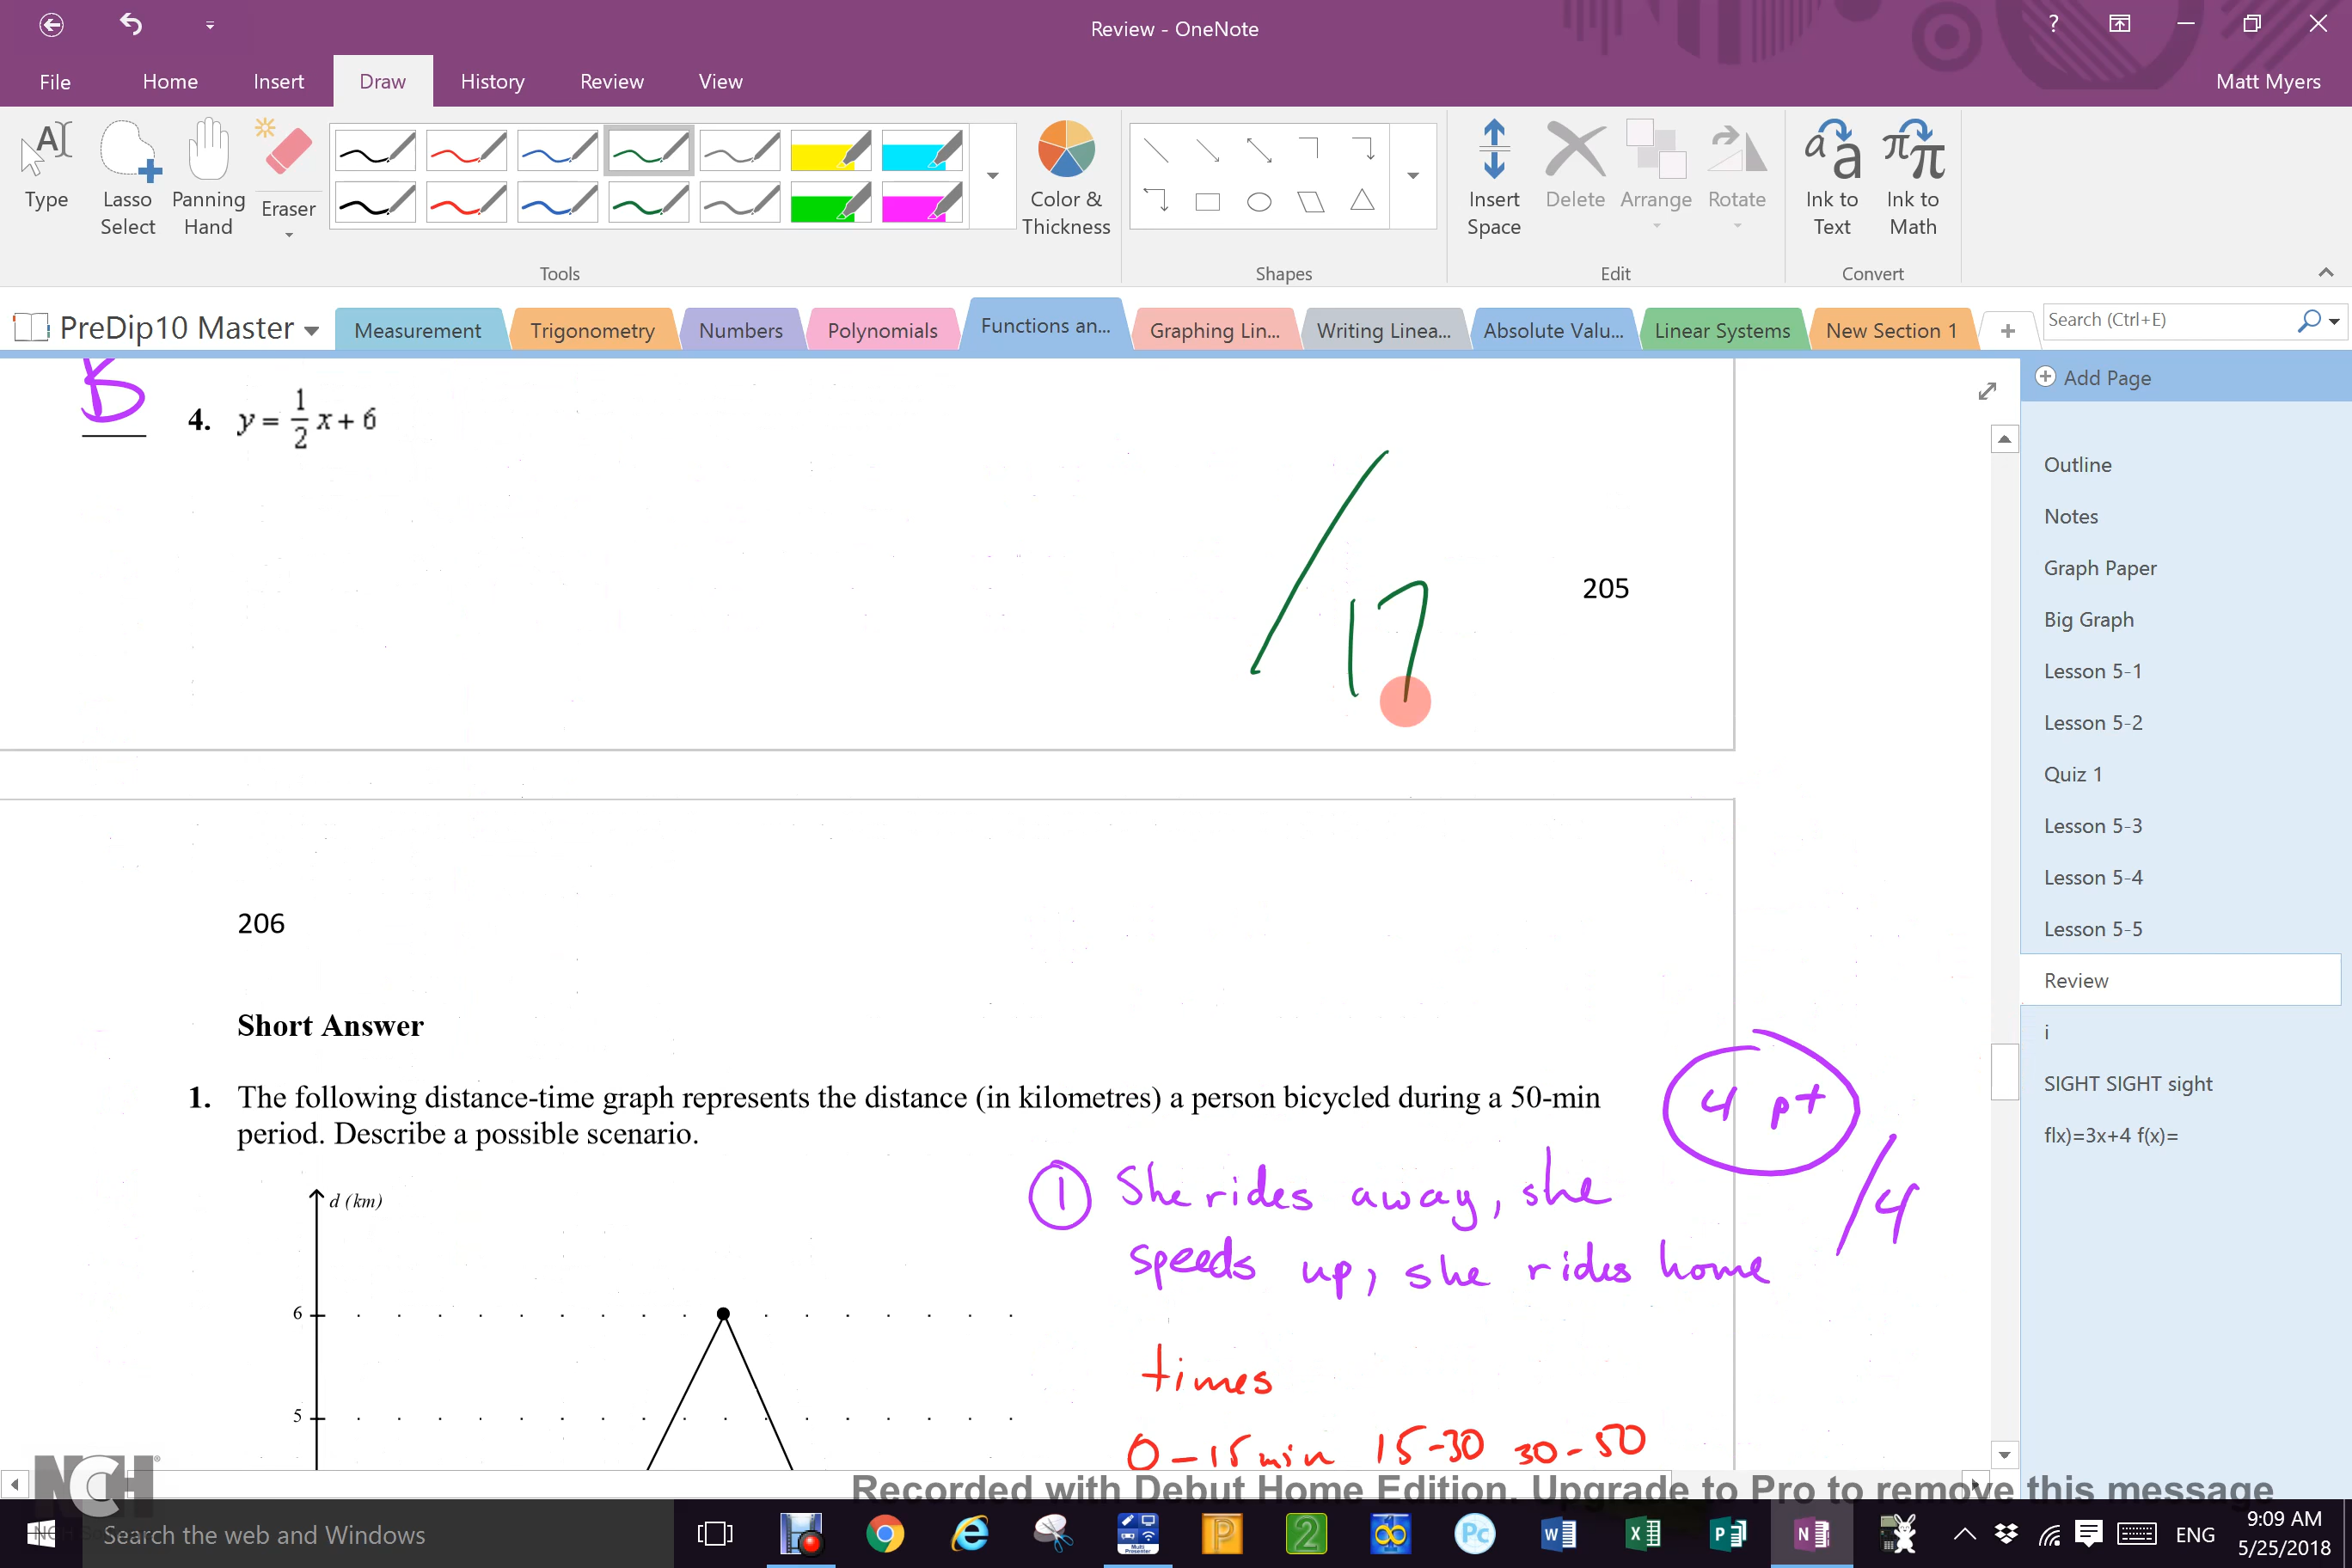 Review - OneNote
?
File Home Insert Draw History Review View Matt Myers
Type
Lasso Select
Panning Hand
Eraser
Color & Thickness
Insert Space
Delete
Arrange
Rotate
Ink to Text
Ink to Math
Tools Shapes Edit Convert
PreDip10 Master Measurement Trigonometry Numbers Polynomials Functions an... Graphing Lin... Writing Linea... Absolute Valu... Linear Systems New Section 1 + Search (Ctrl+E)
Add Page
Outline
Notes
Graph Paper
Big Graph
Lesson 5-1
Lesson 5-2
Quiz 1
Lesson 5-3
Lesson 5-4
Lesson 5-5
Review
i
SIGHT SIGHT sight
flx)=3x+4 f(x)=
B 4. y = 1/2 x + 6
/17
205
206
Short Answer
1. The following distance-time graph represents the distance (in kilometres) a person bicycled during a 50-min
period. Describe a possible scenario.
4 pt
/4
d (km)
6
5
① She rides away, she
speeds up, she rides home
times
0-15 min 15-30 30-50
NCH
Recorded with Debut Home Edition. Upgrade to Pro to remove this message
Search the web and Windows
ENG
9:09 AM
5/25/2018